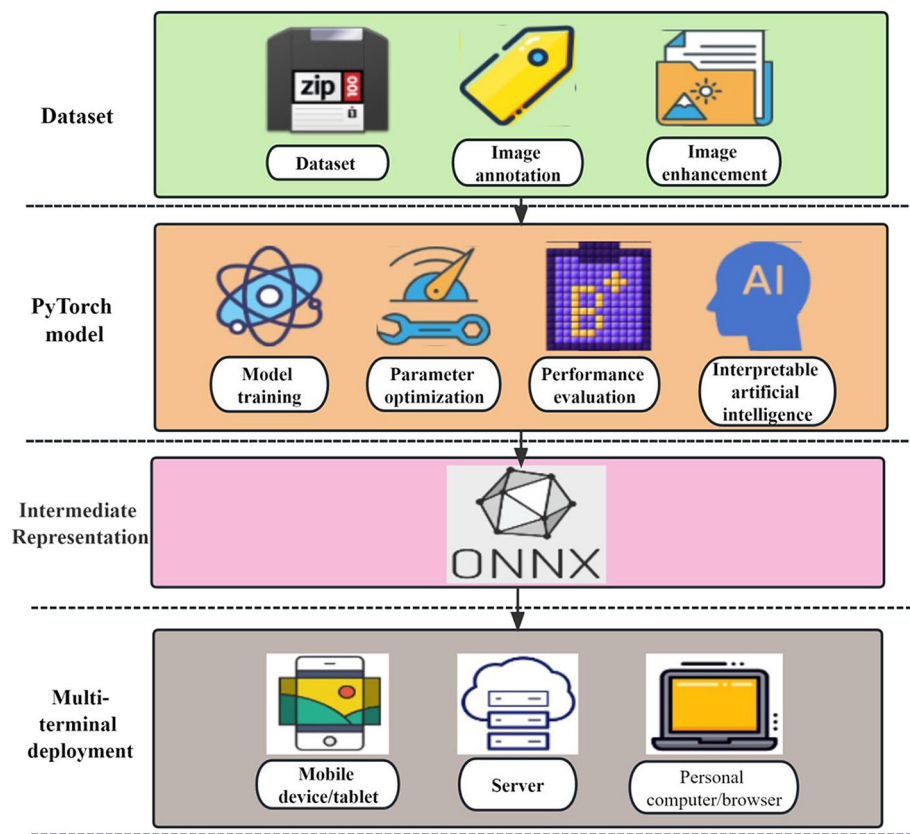 Dataset
zip
100
Dataset
Image
annotation
Image
enhancement
PyTorch
model
B+
AI
Model
training
Parameter
optimization
Performance
evaluation
Interpretable
artificial
intelligence
Intermediate
Representation
ONNX
Multi-
terminal
deployment
Mobile
device/tablet
Server
Personal
computer/browser